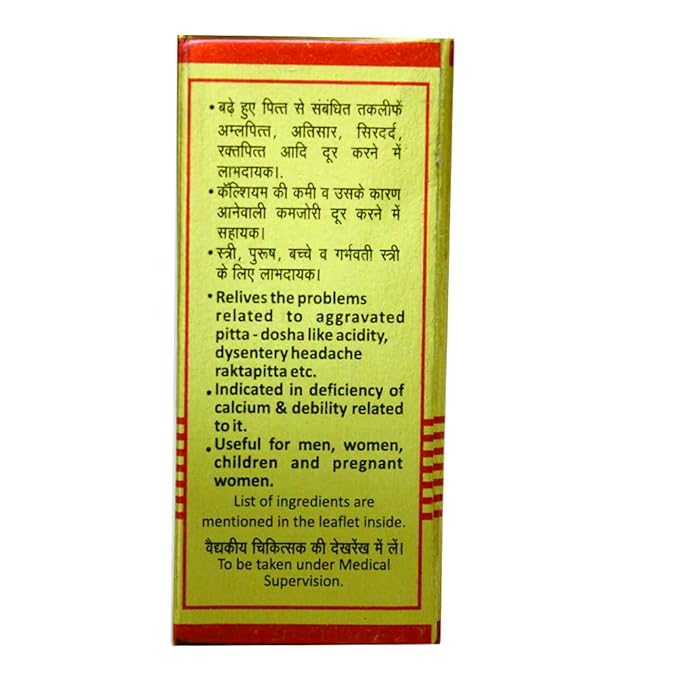 • बढ़े हुए पित्त से संबंधित तकलीफें
अम्लपित्त, अतिसार, सिरदर्द,
रक्तपित्त आदि दूर करने में
लाभदायक।.
• कॅल्शियम की कमी व उसके कारण
आनेवाली कमजोरी दूर करने में
सहायक।
• स्त्री, पुरूष, बच्चे व गर्भवती स्त्री
के लिए लाभदायक।
• Relives the problems
related to aggravated
pitta - dosha like acidity,
dysentery headache
raktapitta etc.
• Indicated in deficiency of
calcium & debility related
to it.
• Useful for men, women,
children and pregnant
women.
List of ingredients are
mentioned in the leaflet inside.
वैद्यकीय चिकित्सक की देखरेंख में लें।
To be taken under Medical
Supervision.